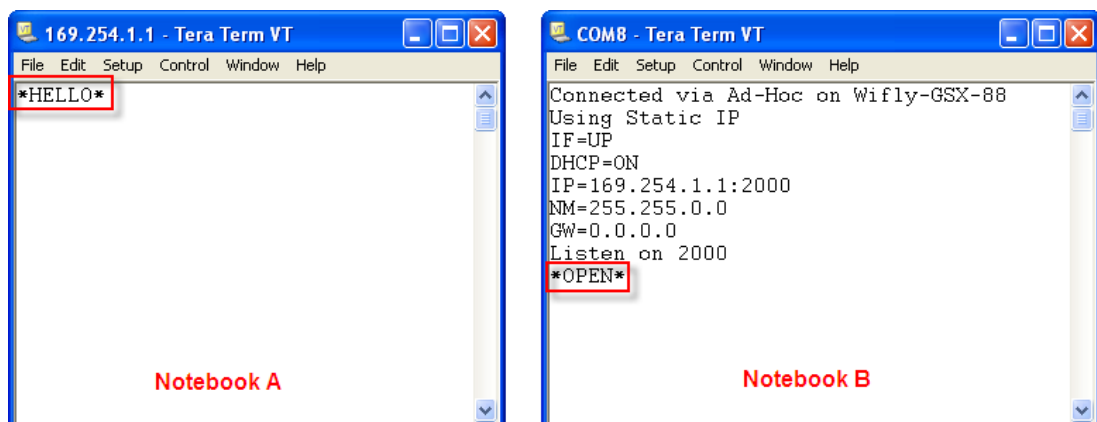 169.254.1.1 - Tera Term VT
File Edit Setup Control Window Help
*HELLO*
Notebook A
COM8 - Tera Term VT
File Edit Setup Control Window Help
Connected via Ad-Hoc on Wifly-GSX-88
Using Static IP
IF=UP
DHCP=ON
IP=169.254.1.1:2000
NM=255.255.0.0
GW=0.0.0.0
Listen on 2000
*OPEN*
Notebook B